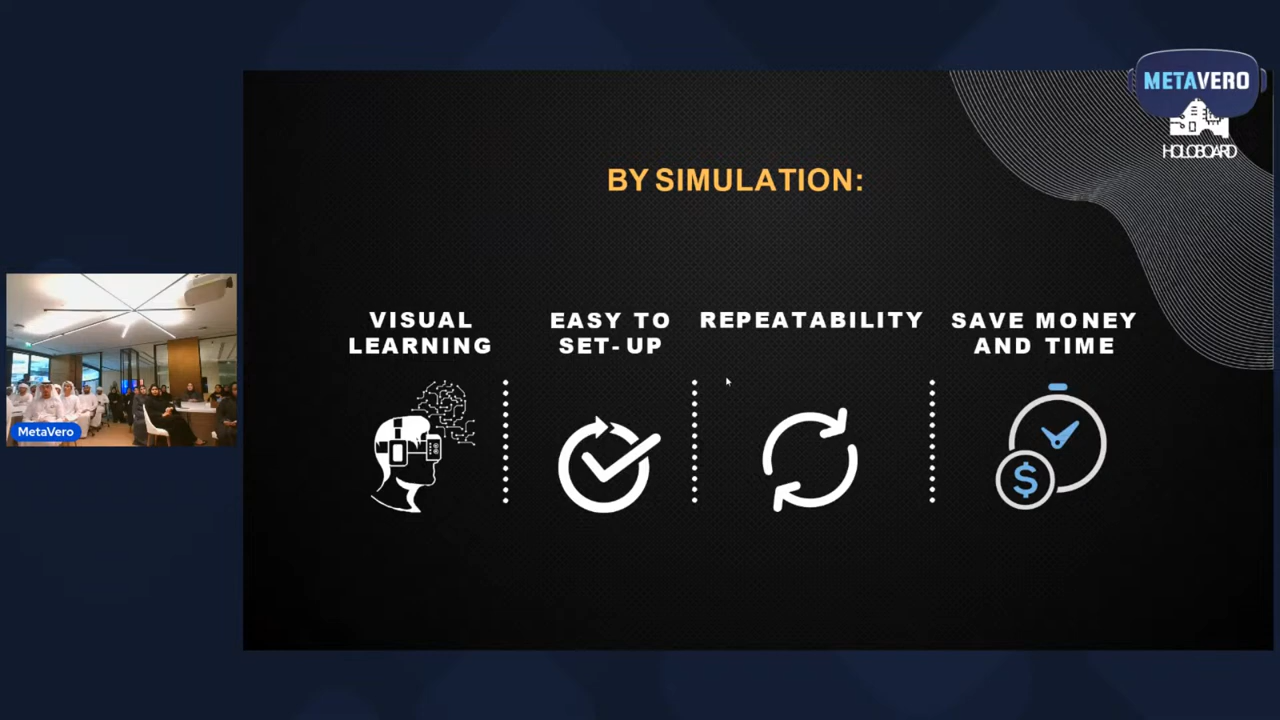 METAVERO
HOLOBOARD
BY SIMULATION:
VISUAL
LEARNING
EASY TO
SET-UP
REPEATABILITY
SAVE MONEY
AND TIME
$
MetaVero